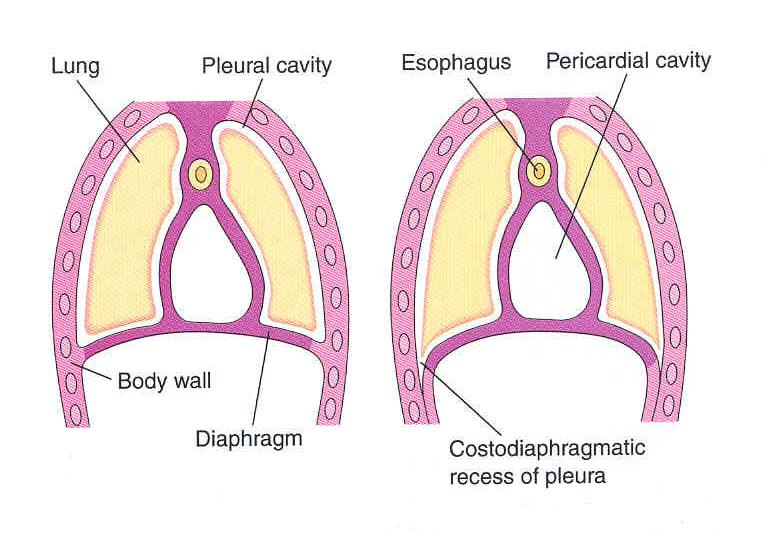 Lung
Pleural cavity
Esophagus
Pericardial cavity
Body wall
Diaphragm
Costodiaphragmatic
recess of pleura